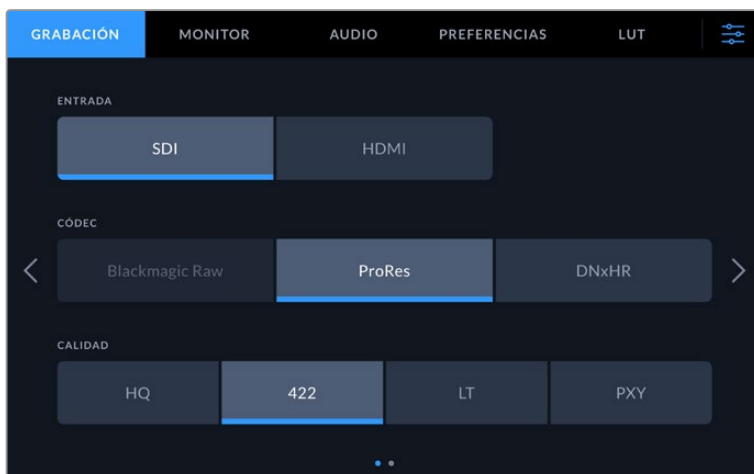 GRABACIÓN MONITOR AUDIO PREFERENCIAS LUT
ENTRADA
SDI HDMI
CÓDEC
Blackmagic Raw ProRes DNxHR
CALIDAD
HQ 422 LT PXY